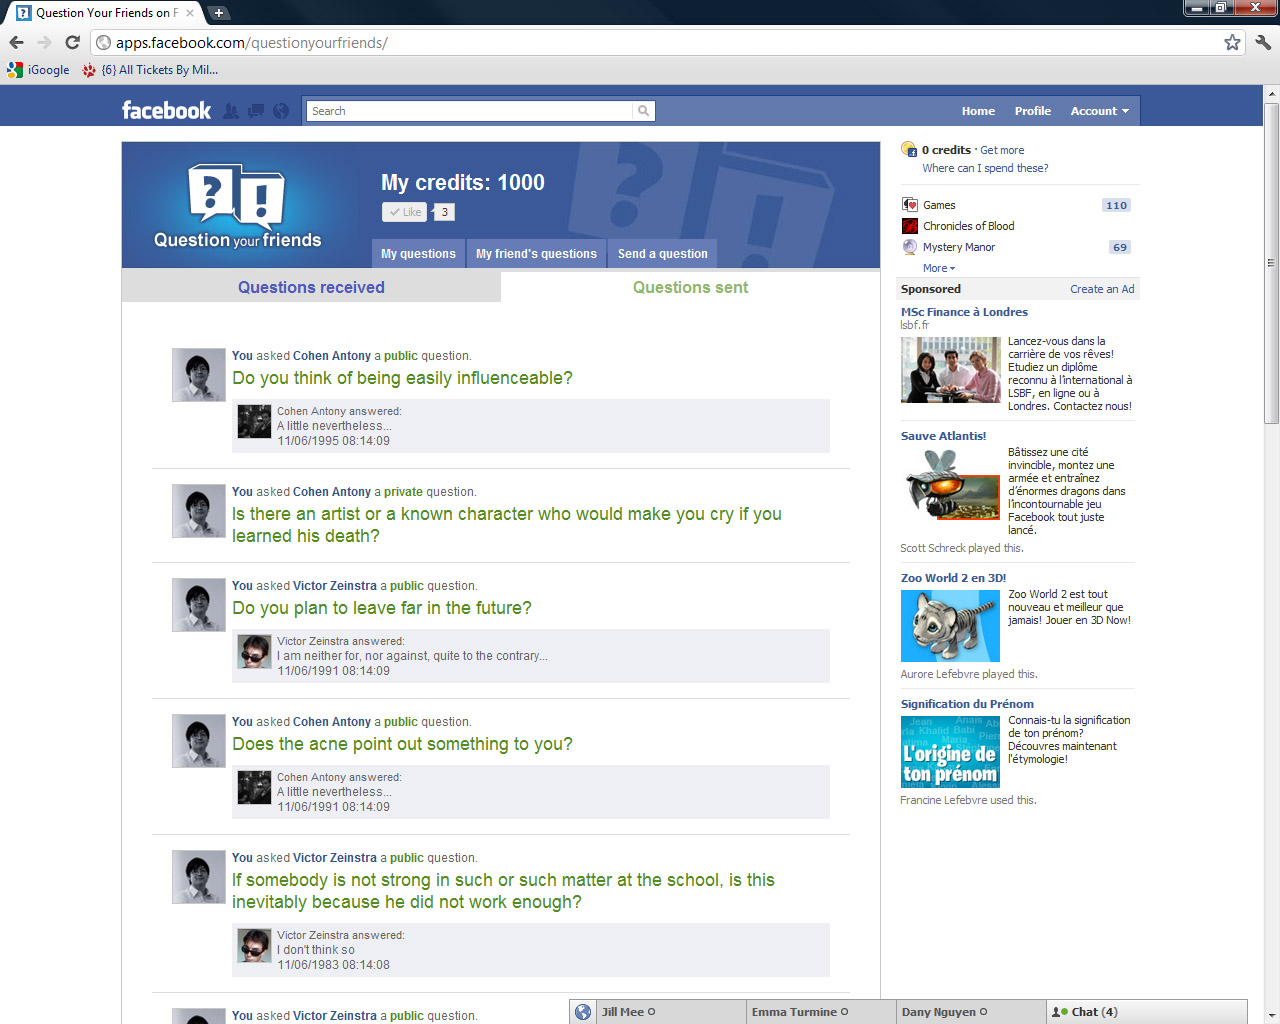 Question Your Friends on F
apps.facebook.com/questionyourfriends/
iGoogle
{6} All Tickets By Mil...
facebook
Search
Home
Profile
Account
Question your friends
My credits: 1000
Like
3
My questions
My friend's questions
Send a question
Questions received
Questions sent
You asked Cohen Antony a public question.
Do you think of being easily influenceable?
Cohen Antony answered:
A little nevertheless...
11/06/1995 08:14:09
You asked Cohen Antony a private question.
Is there an artist or a known character who would make you cry if you
learned his death?
You asked Victor Zeinstra a public question.
Do you plan to leave far in the future?
Victor Zeinstra answered:
I am neither for, nor against, quite to the contrary...
11/06/1991 08:14:09
You asked Cohen Antony a public question.
Does the acne point out something to you?
Cohen Antony answered:
A little nevertheless...
11/06/1991 08:14:09
You asked Victor Zeinstra a public question.
If somebody is not strong in such or such matter at the school, is this
inevitably because he did not work enough?
Victor Zeinstra answered:
I don't think so
11/06/1983 08:14:08
You asked Victor Zeinstra a public question.
0 credits · Get more
Where can I spend these?
Games 110
Chronicles of Blood
Mystery Manor 69
More
Sponsored
Create an Ad
MSc Finance à Londres
lsbf.fr
Lancez-vous dans la
carrière de vos rêves!
Etudiez un diplôme
reconnu à l'international à
LSBF, en ligne ou à
Londres. Contactez nous!
Sauve Atlantis!
Bâtissez une cité
invincible, montez une
armée et entraînez
d'énormes dragons dans
l'incontournable jeu
Facebook tout juste
lancé.
Scott Schreck played this.
Zoo World 2 en 3D!
Zoo World 2 est tout
nouveau et meilleur que
jamais! Jouer en 3D Now!
Aurore Lefebvre played this.
Signification du Prénom
L'origine de
ton prénom
Connais-tu la signification
de ton prénom?
Découvres maintenant
l'étymologie!
Francine Lefebvre used this.
Jill Mee
Emma Turmine
Dany Nguyen
Chat (4)